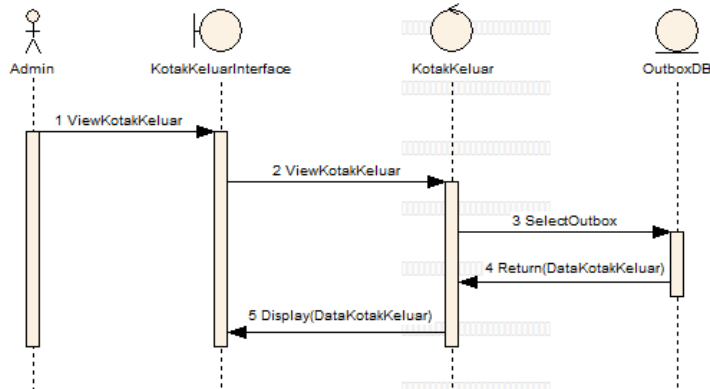 Admin
KotakKeluarInterface
KotakKeluar
OutboxDB
1 ViewKotakKeluar
2 ViewKotakKeluar
3 SelectOutbox
4 Return(DataKotakKeluar)
5 Display(DataKotakKeluar)